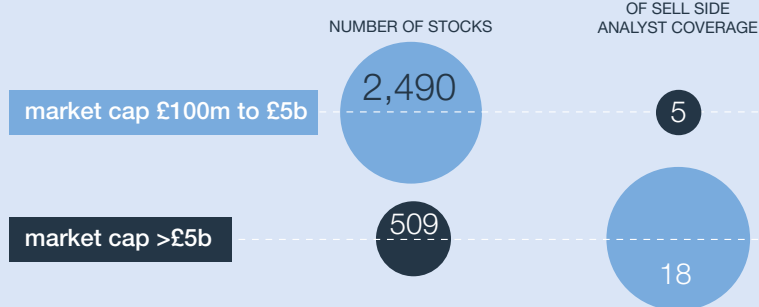 NUMBER OF STOCKS
OF SELL SIDE
ANALYST COVERAGE
market cap £100m to £5b
2,490
5
market cap >£5b
509
18